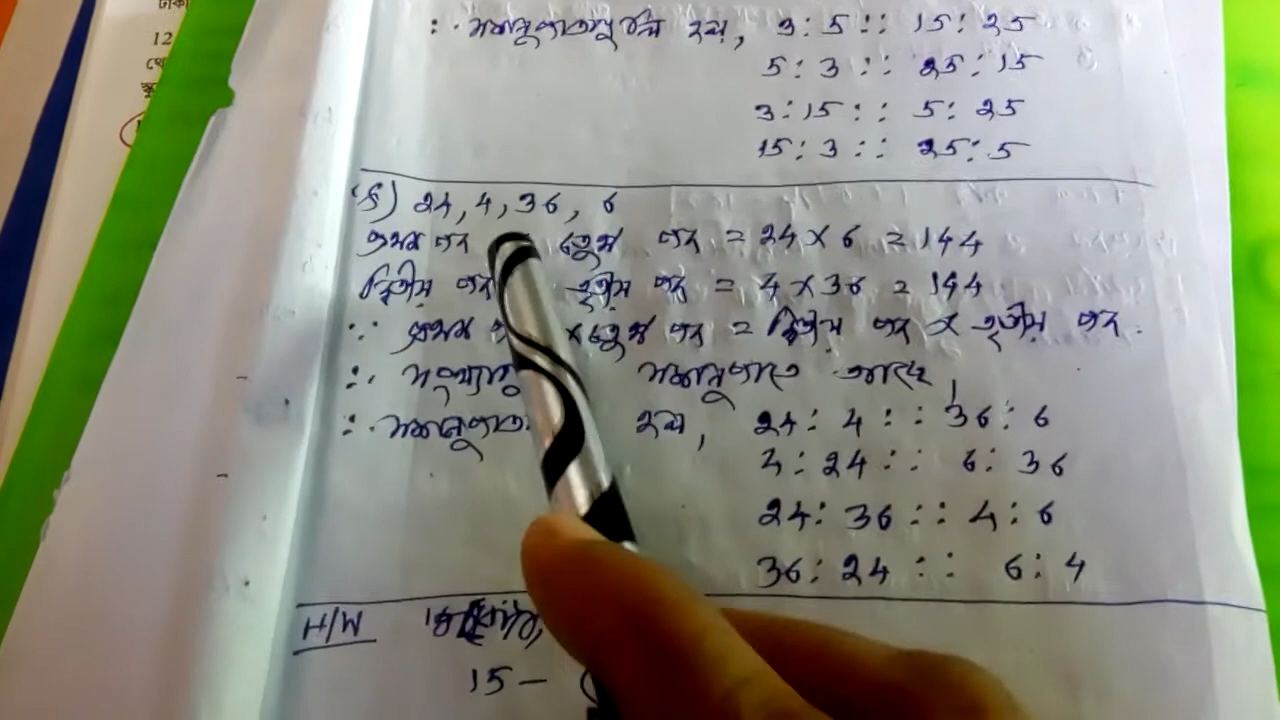 ঢাকা
12
∴ সমানুপাতগুলি হল, 3 : 5 :: 15 : 25
5 : 3 :: 25 : 15
3 : 15 :: 5 : 25
15 : 3 :: 25 : 5
24, 4, 36, 6
প্রথম পদ চতুর্থ পদ = 24 × 6 = 144
দ্বিতীয় পদ তৃতীয় পদ = 4 × 36 = 144
∵ প্রথম × চতুর্থ পদ = দ্বিতীয় পদ × তৃতীয় পদ.
∴ সমানুপাতে আছে,
∴ সমানুপাত হল, 24 : 4 :: 36 : 6
4 : 24 :: 6 : 36
24 : 36 :: 4 : 6
36 : 24 :: 6 : 4
H/W
15 –